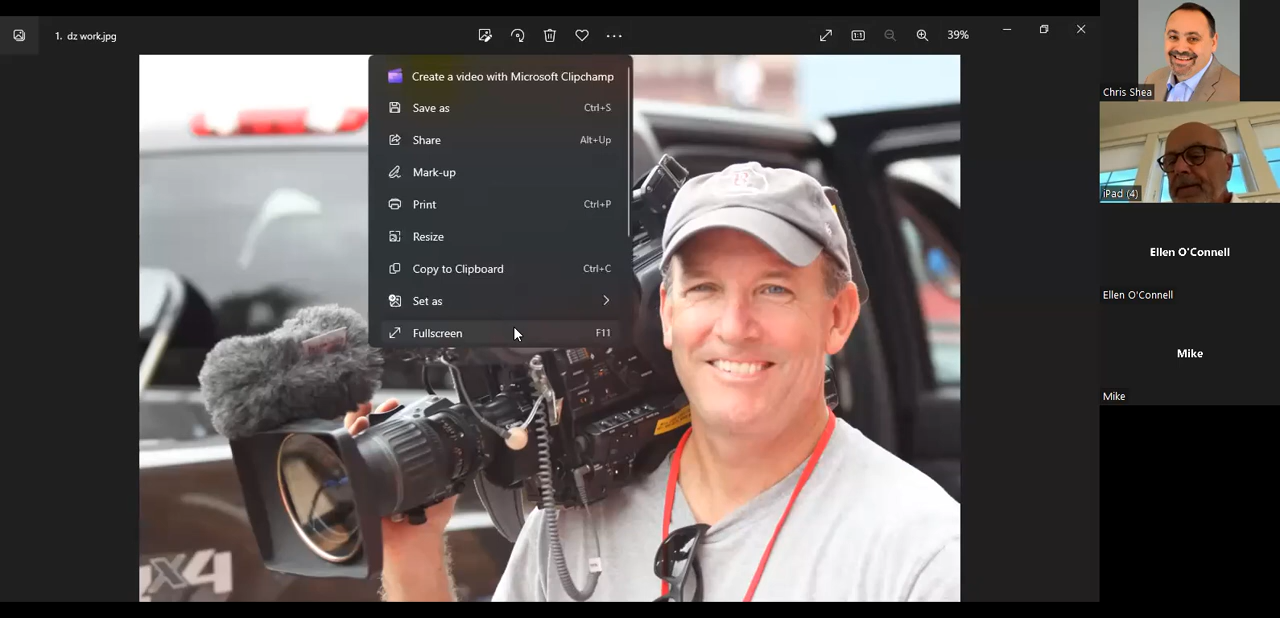 1. dz work.jpg
39%
Create a video with Microsoft Clipchamp
Save as Ctrl+S
Share Alt+Up
Mark-up
Print Ctrl+P
Resize
Copy to Clipboard Ctrl+C
Set as
Fullscreen F11
x4
B
Chris Shea
iPad (4)
Ellen O'Connell
Ellen O'Connell
Mike
Mike